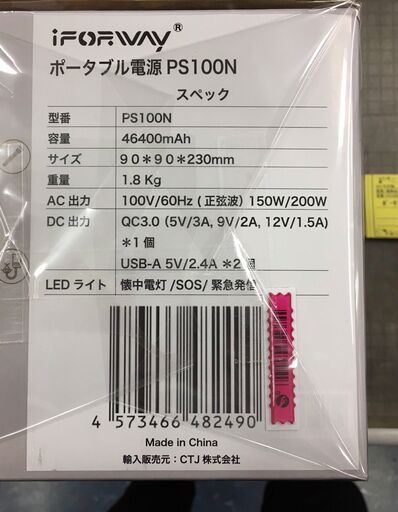 iFORWAY®
ポータブル電源 PS100N
スペック
型番 PS100N
容量 46400mAh
サイズ 90*90*230mm
重量 1.8 Kg
AC 出力 100V/60Hz (正弦波) 150W/200W
DC 出力 QC3.0 (5V/3A, 9V/2A, 12V/1.5A)
*1個
USB-A 5V/2.4A *2個
LED ライト 懐中電灯 /SOS/ 緊急発信
4 573466 482490
Made in China
輸入販売元:CTJ 株式会社